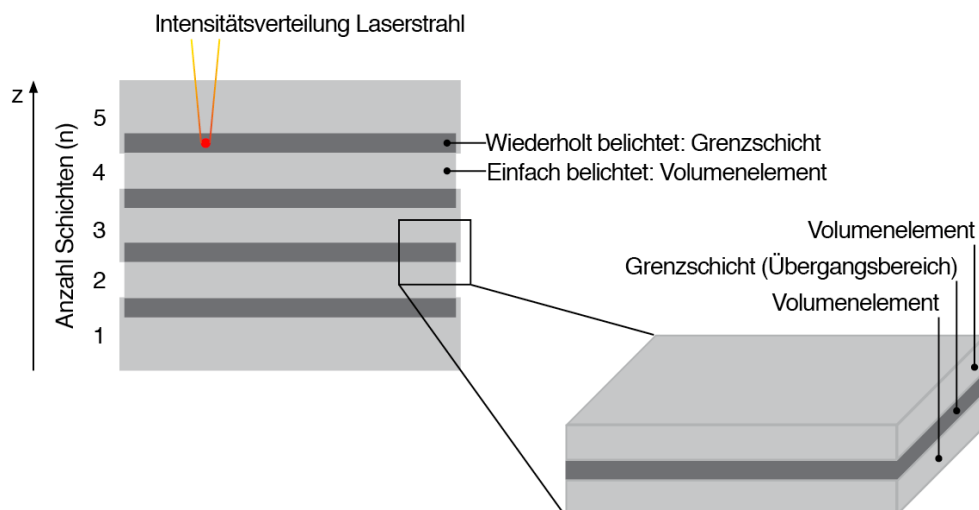 Intensitätsverteilung Laserstrahl
z
Anzahl Schichten (n)
5
4
3
2
1
Wiederholt belichtet: Grenzschicht
Einfach belichtet: Volumenelement
Volumenelement
Grenzschicht (Übergangsbereich)
Volumenelement